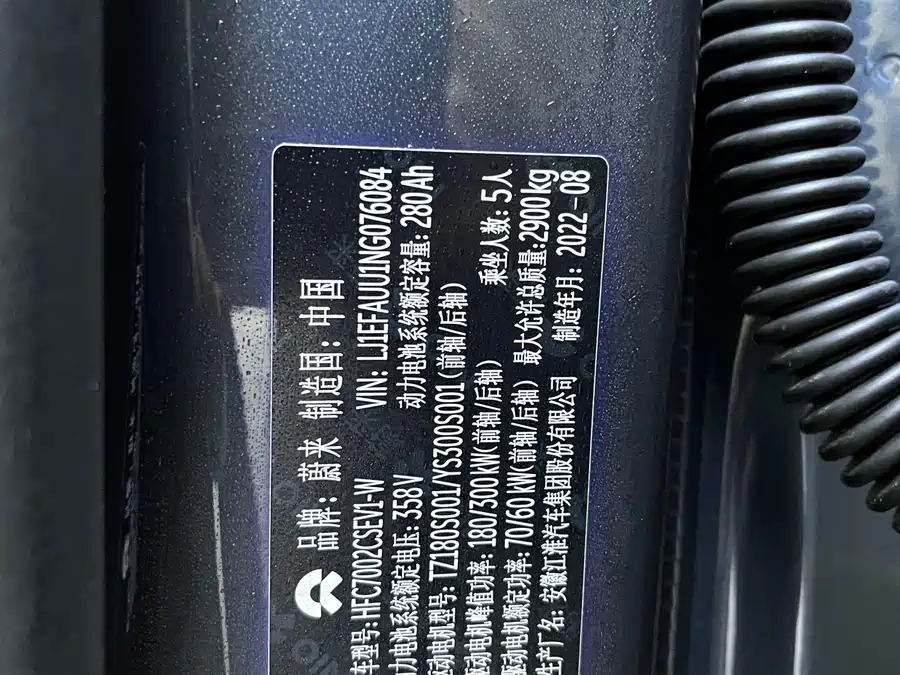 品牌: 蔚来 制造国: 中国
车型号: HFC7002CSEV1-W VIN: LJ1EFAUU1NG076084
动力电池系统额定电压: 358V 动力电池系统额定容量: 280Ah
驱动电机型号: TZ180S001/YS300S001(前轴/后轴)
驱动电机峰值功率: 180/300kW(前轴/后轴) 乘坐人数: 5人
驱动电机额定功率: 70/60kW(前轴/后轴) 最大允许总质量:2900kg
生产厂名: 安徽江淮汽车集团股份有限公司 制造年月: 2022-08